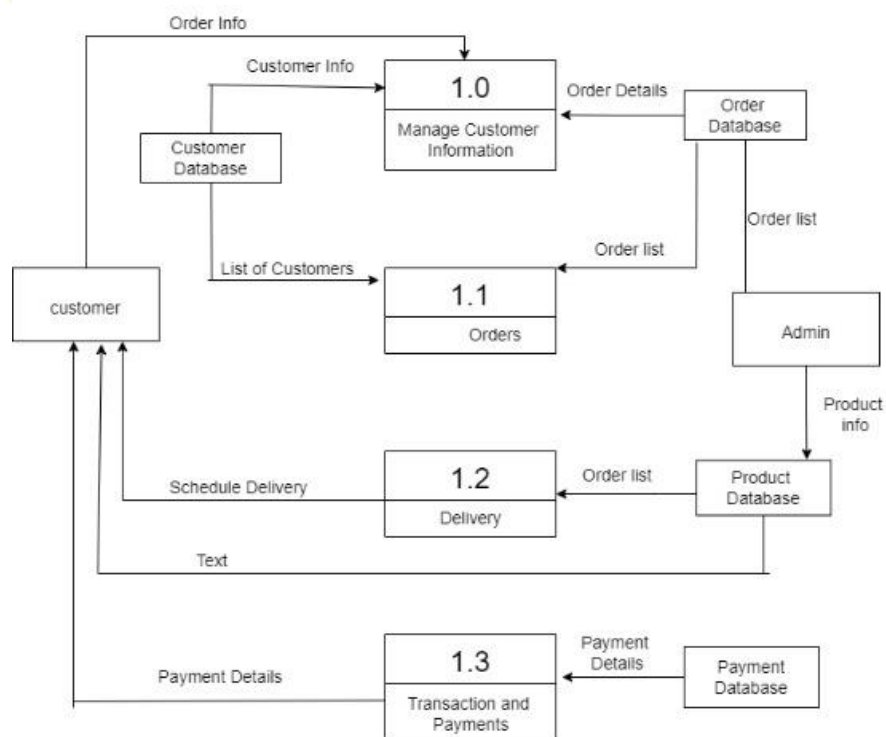 Order Info
Customer Info
1.0
Manage Customer
Information
Order Details
Order
Database
Customer
Database
Order list
Order list
List of Customers
1.1
Orders
customer
Admin
Product
info
1.2
Delivery
Order list
Product
Database
Schedule Delivery
Text
1.3
Transaction and
Payments
Payment
Details
Payment
Database
Payment Details